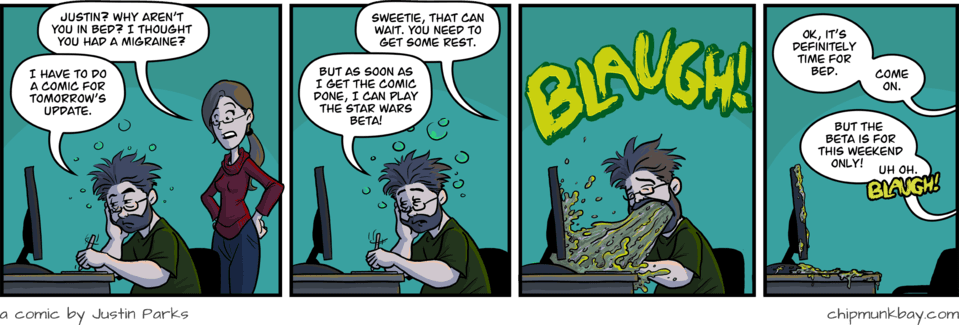 JUSTIN? WHY AREN'T
YOU IN BED? I THOUGHT
YOU HAD A MIGRAINE?
I HAVE TO DO
A COMIC FOR
TOMORROW'S
UPDATE.
SWEETIE, THAT CAN
WAIT. YOU NEED TO
GET SOME REST.
BUT AS SOON AS
I GET THE COMIC
DONE, I CAN PLAY
THE STAR WARS
BETA!
BLAUGH!
OK, IT'S
DEFINITELY
TIME FOR
BED.
COME
ON.
BUT THE
BETA IS FOR
THIS WEEKEND
ONLY!
UH OH.
BLAUGH!
a comic by Justin Parks
chipmunkbay.com